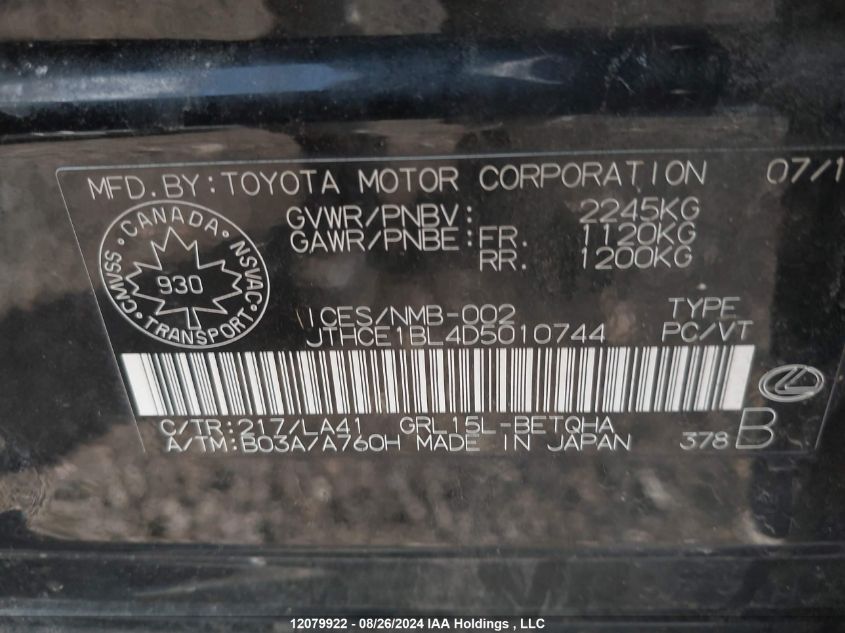 MFD.BY:TOYOTA MOTOR CORPORATION 07/1
GVWR/PNBV: 2245KG
GAWR/PNBE:FR. 1120KG
RR. 1200KG
CANADA
CMVSS NSVAC
930
TRANSPORT
ICES/NMB-002 TYPE
JTHCE1BL4D5010744 PC/VT
C/TR:217/LA41 GRL15L-BETQHA
A/TM:B03A/A760H MADE IN JAPAN 378 B
12079922 - 08/26/2024 IAA Holdings , LLC